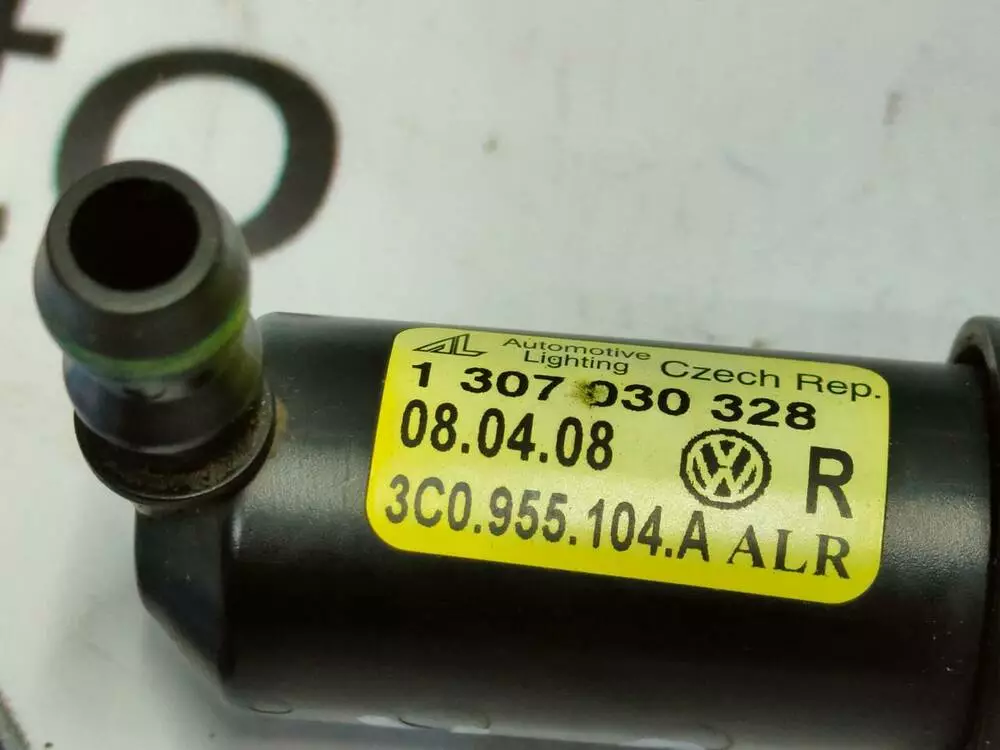 AL Automotive Lighting Czech Rep.
1 307 030 328
08.04.08 R
3C0.955.104.A ALR